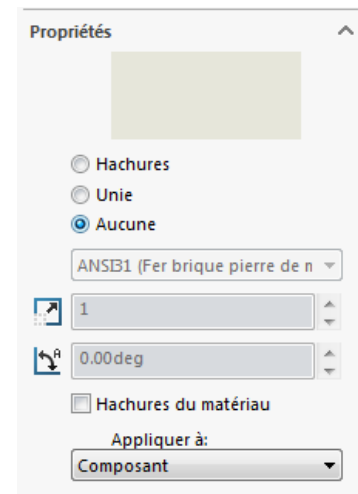 Propriétés
Hachures
Unie
Aucune
ANSI31 (Fer brique pierre de n
1
0.00deg
Hachures du matériau
Appliquer à:
Composant